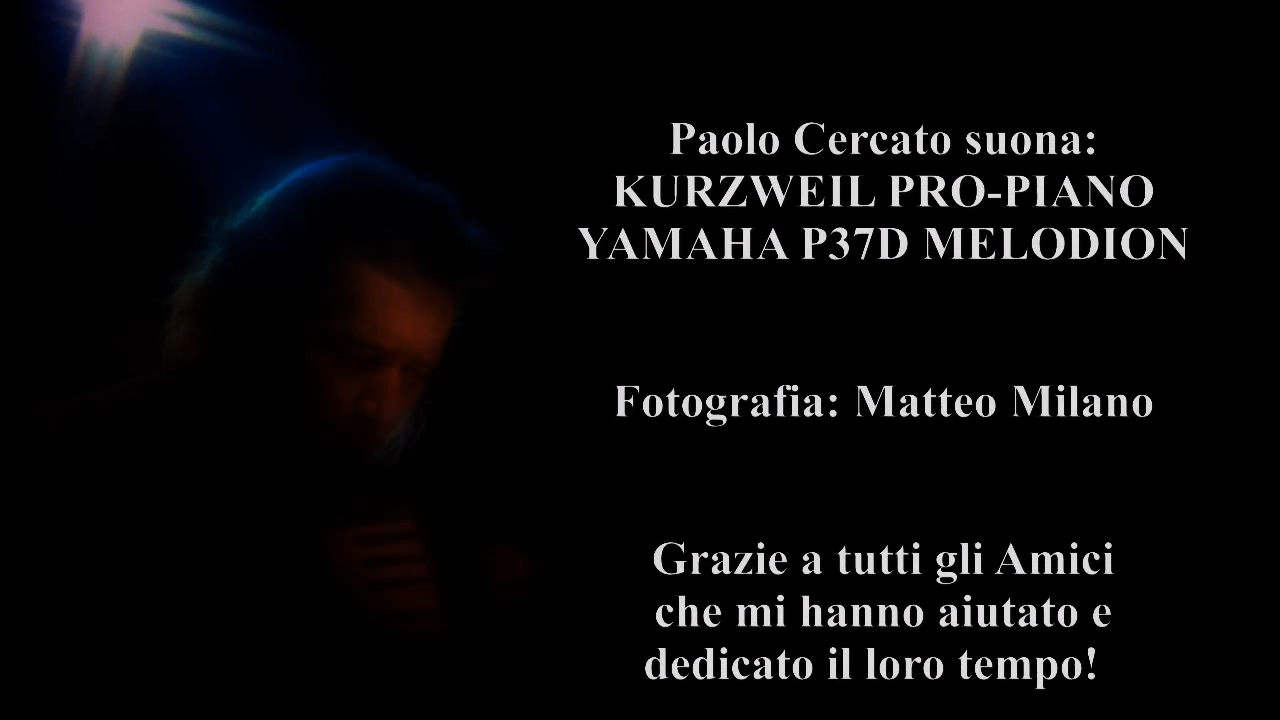 Paolo Cercato suona:
KURZWEIL PRO-PIANO
YAMAHA P37D MELODION
Fotografia: Matteo Milano
Grazie a tutti gli Amici
che mi hanno aiutato e
dedicato il loro tempo!